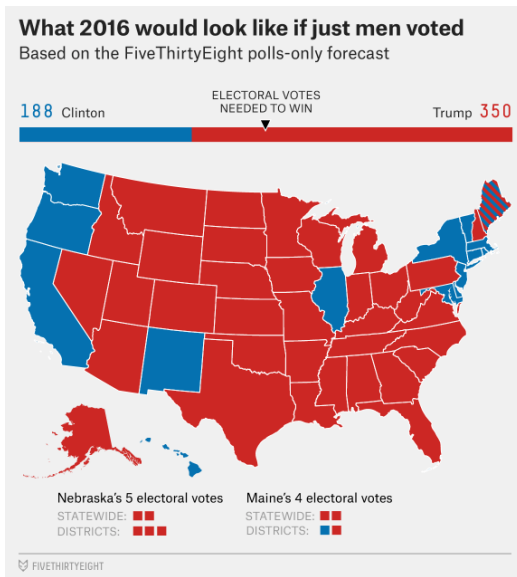 What 2016 would look like if just men voted
Based on the FiveThirtyEight polls-only forecast
ELECTORAL VOTES
NEEDED TO WIN
188 Clinton
Trump 350
Nebraska's 5 electoral votes
STATEWIDE:
DISTRICTS:
Maine's 4 electoral votes
STATEWIDE:
DISTRICTS:
FIVETHIRTYEIGHT